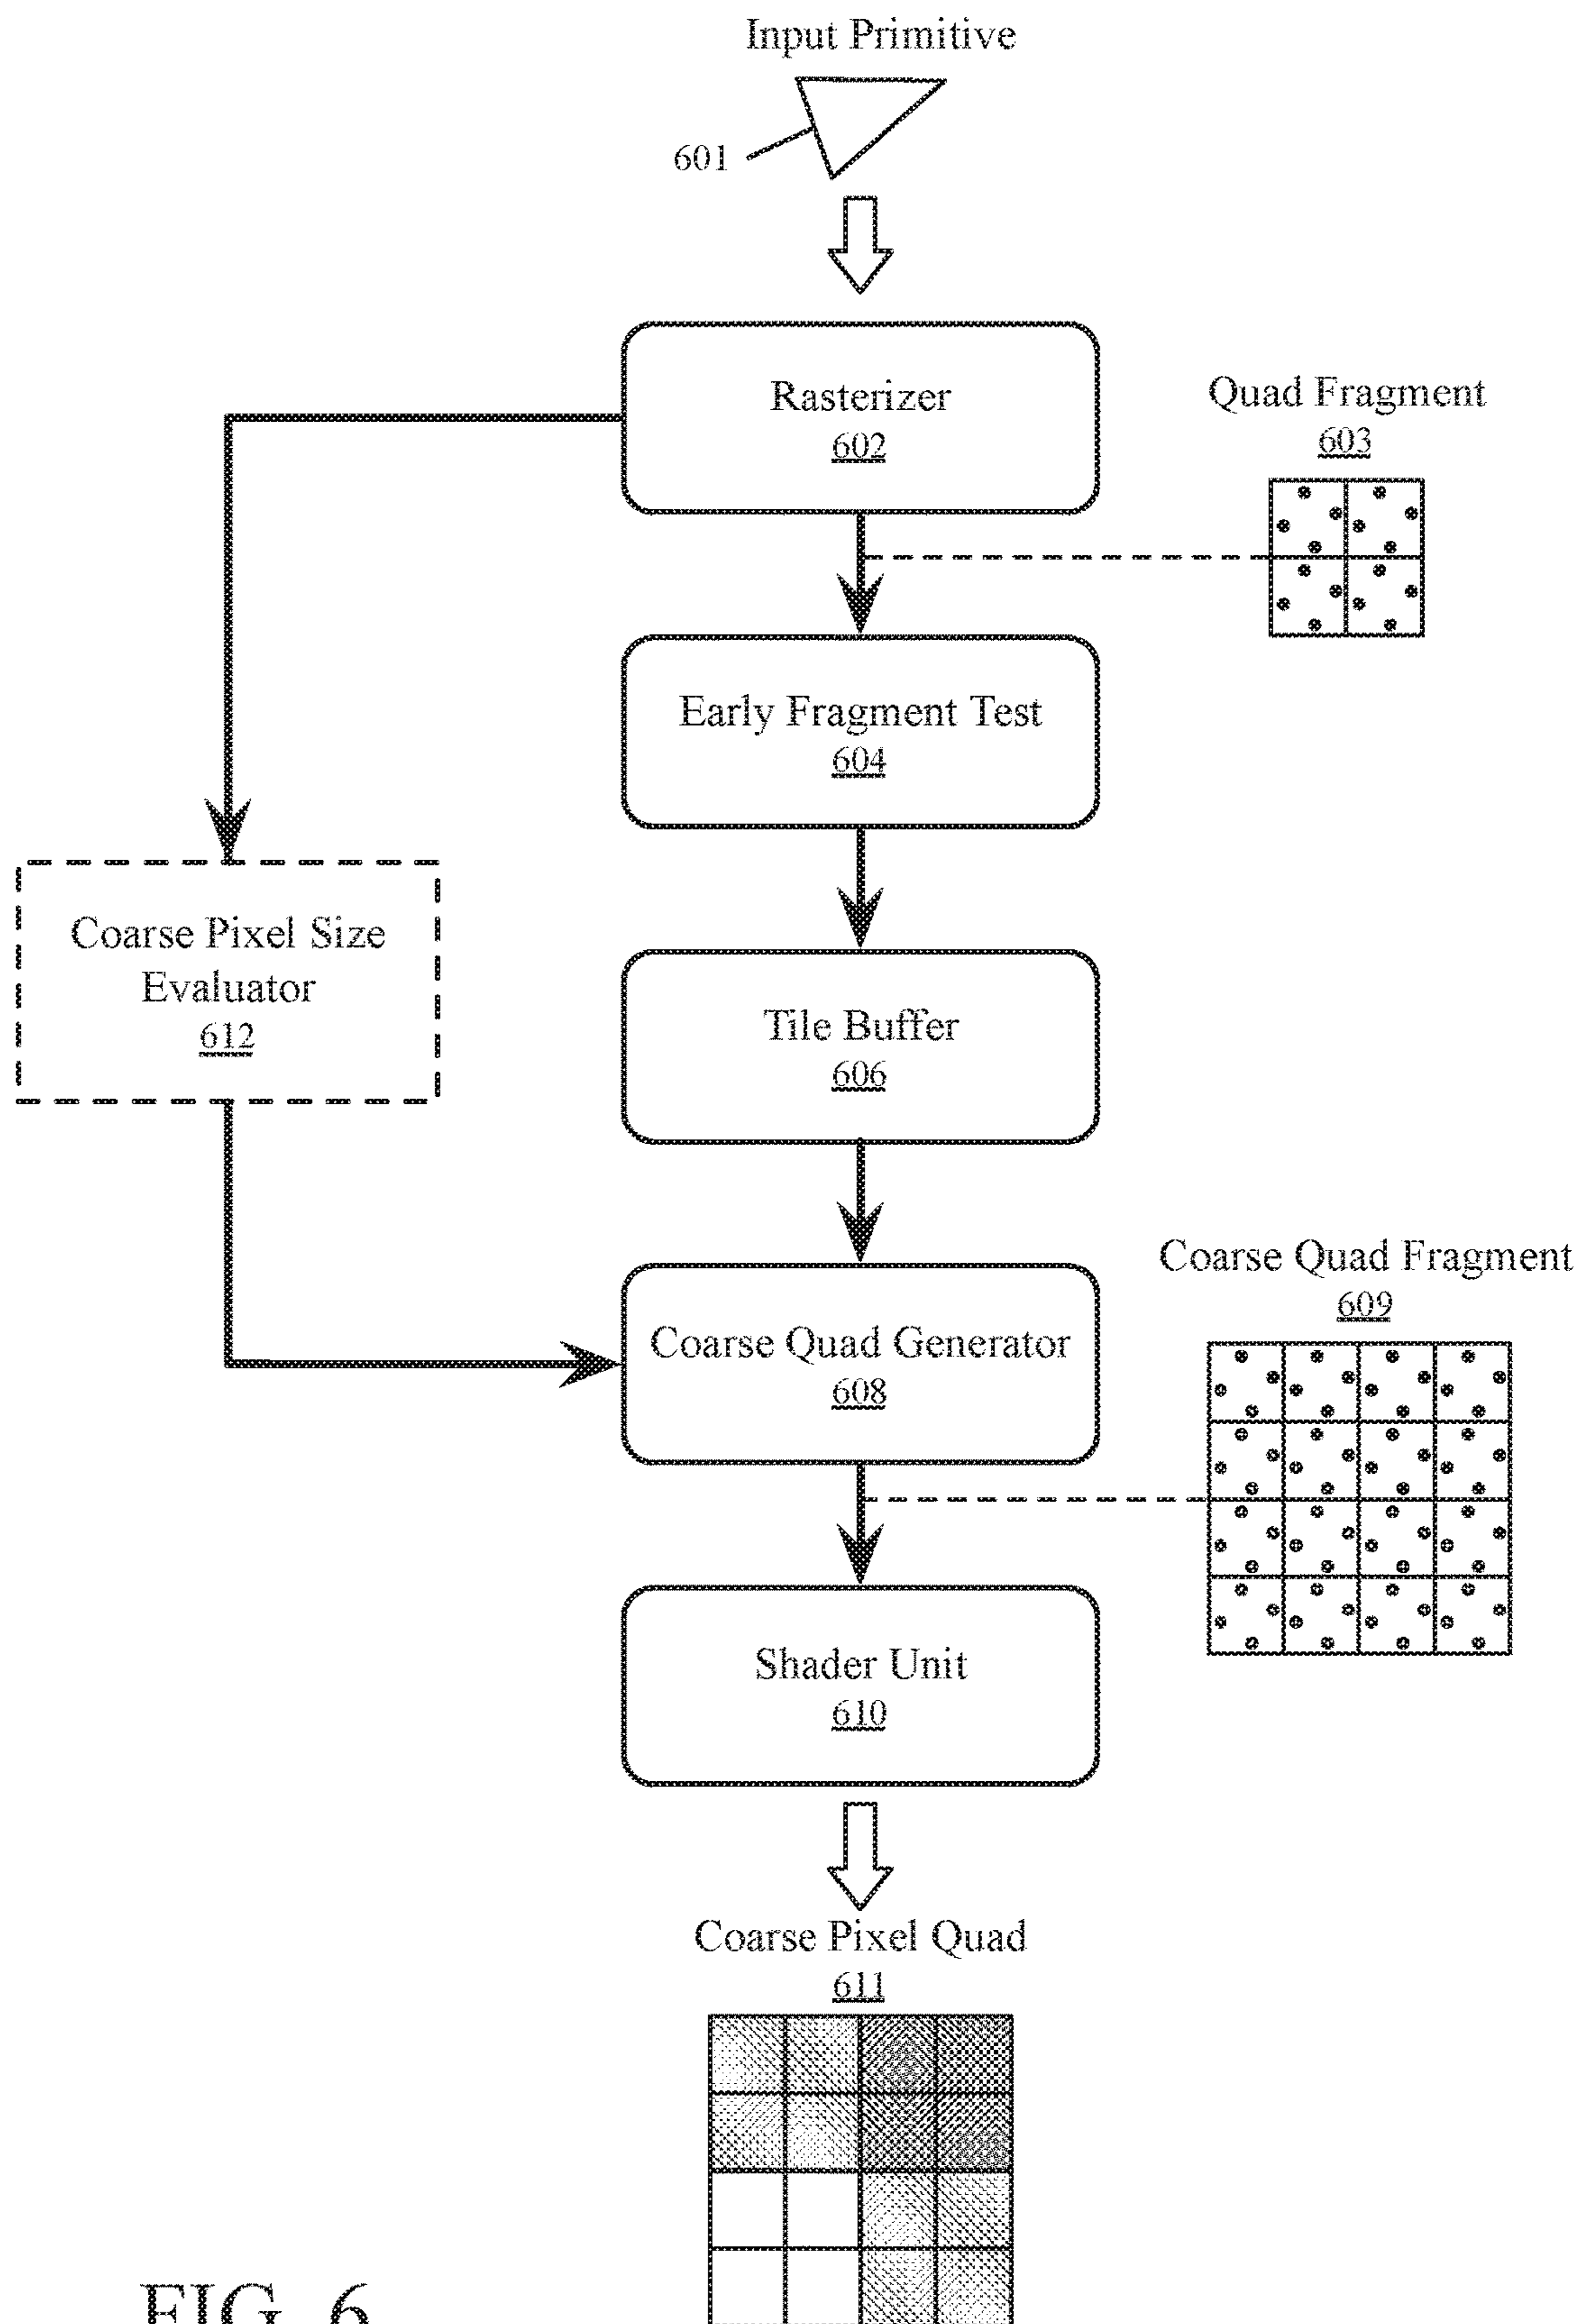 Input Primitive
601
Rasterizer
602
Quad Fragment
603
Early Fragment Test
604
Coarse Pixel Size
Evaluator
612
Tile Buffer
606
Coarse Quad Generator
608
Coarse Quad Fragment
609
Shader Unit
610
Coarse Pixel Quad
611
FIG. 6